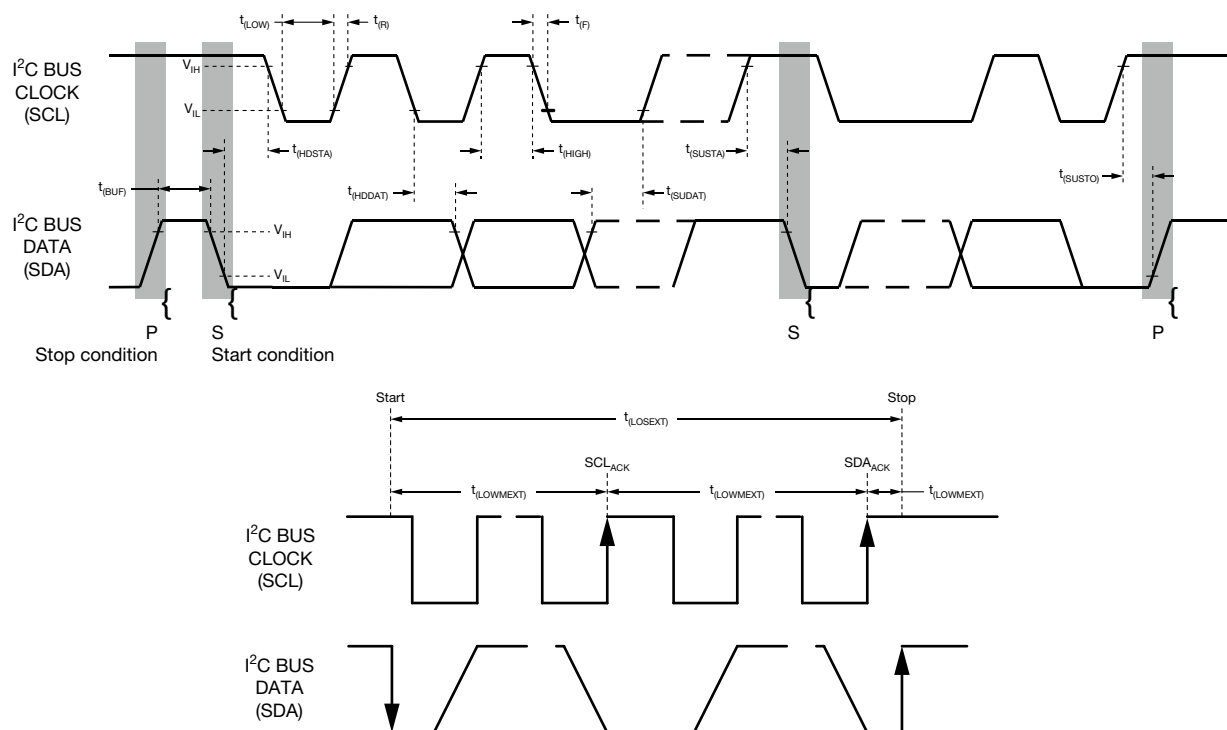 t(LOW)
t(R)
t(F)
I²C BUS
CLOCK
(SCL)
VIH
VIL
t(HDSTA)
t(HIGH)
t(SUSTA)
t(SUSTO)
t(BUF)
t(HDDAT)
t(SUDAT)
I²C BUS
DATA
(SDA)
VIH
VIL
{
{
{
{
P
S
S
P
Stop condition
Start condition
Start
Stop
t(LOSEXT)
SCLACK
SDAACK
t(LOWMEXT)
t(LOWMEXT)
t(LOWMEXT)
I²C BUS
CLOCK
(SCL)
I²C BUS
DATA
(SDA)